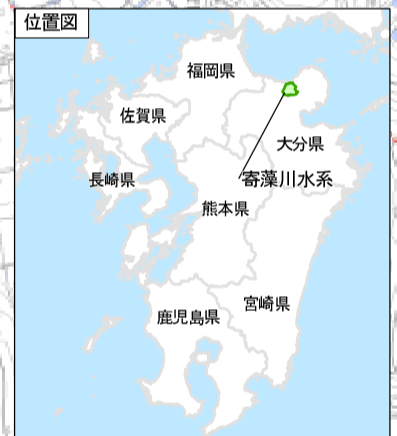 位置図
福岡県
佐賀県
大分県
長崎県
寄藻川水系
熊本県
宮崎県
鹿児島県